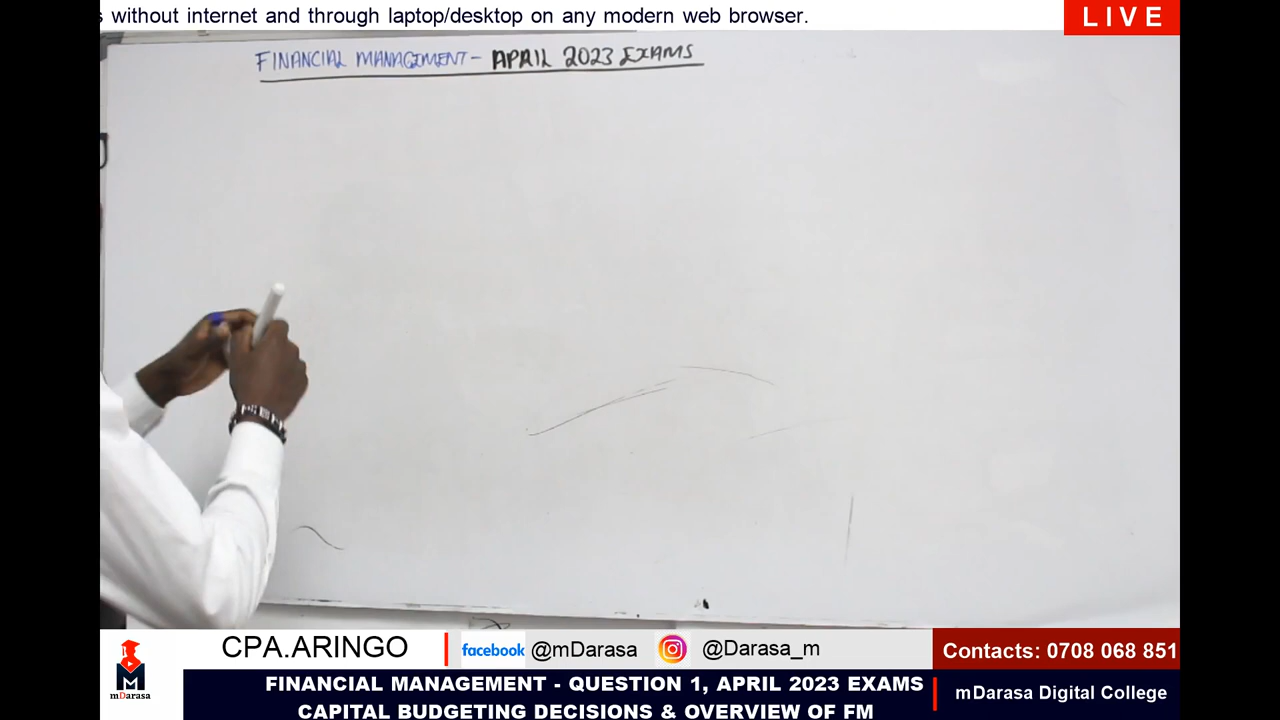 without internet and through laptop/desktop on any modern web browser.
LIVE
FINANCIAL MANAGEMENT - APRIL 2023 EXAMS
CPA.ARINGO
facebook @mDarasa
@Darasa_m
Contacts: 0708 068 851
M
mDarasa
FINANCIAL MANAGEMENT - QUESTION 1, APRIL 2023 EXAMS
CAPITAL BUDGETING DECISIONS & OVERVIEW OF FM
mDarasa Digital College